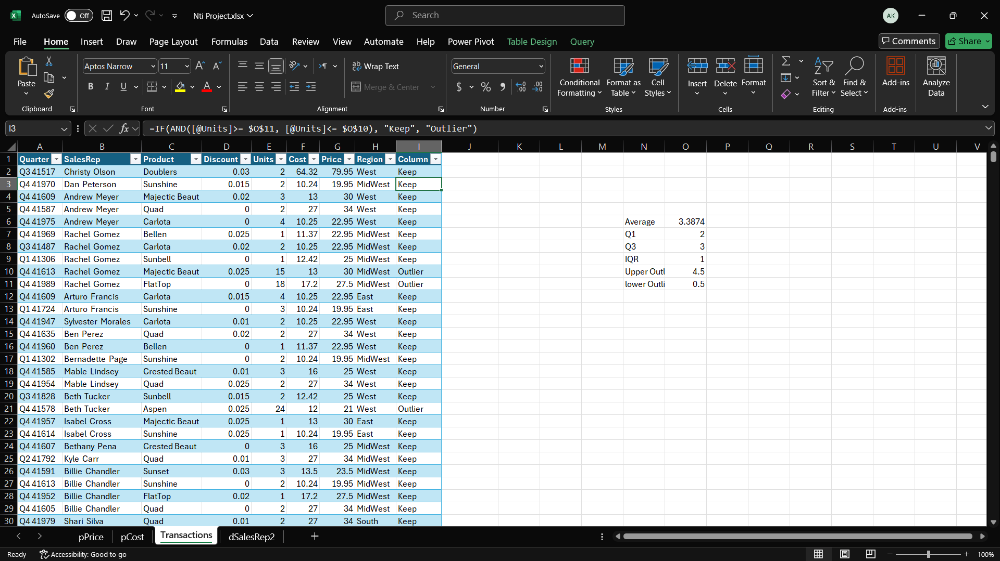 AutoSave Off Nti Project.xlsx Search AK
File Home Insert Draw Page Layout Formulas Data Review View Automate Help Power Pivot Table Design Query Comments Share
Aptos Narrow 11 Wrap Text General
Paste Merge & Center Conditional Formatting Format as Table Cell Styles Insert Delete Format Sort & Filter Find & Select Add-ins Analyze Data
Clipboard Font Alignment Number Styles Cells Editing Add-ins
I3 fx =IF(AND([@Units]>= $O$11, [@Units]<= $O$10), "Keep", "Outlier")
A B C D E F G H I J K L M N O P Q R S T U V
1 Quarter SalesRep Product Discount Units Cost Price Region Column
2 Q3 41517 Christy Olson Doublers 0.03 2 64.32 79.95 West Keep
3 Q4 41970 Dan Peterson Sunshine 0.015 2 10.24 19.95 MidWest Keep
4 Q4 41609 Andrew Meyer Majectic Beaut 0.02 3 13 30 West Keep
5 Q4 41587 Andrew Meyer Quad 0 2 27 34 West Keep
6 Q4 41975 Andrew Meyer Carlota 0 4 10.25 22.95 West Keep Average 3.3874
7 Q4 41969 Rachel Gomez Bellen 0.025 1 11.37 22.95 MidWest Keep Q1 2
8 Q3 41487 Rachel Gomez Carlota 0.02 2 10.25 22.95 MidWest Keep Q3 3
9 Q1 41306 Rachel Gomez Sunbell 0 1 12.42 25 MidWest Keep IQR 1
10 Q4 41613 Rachel Gomez Majectic Beaut 0.025 15 13 30 MidWest Outlier Upper Outl 4.5
11 Q4 41989 Rachel Gomez FlatTop 0 18 17.2 27.5 MidWest Outlier lower Outli 0.5
12 Q4 41609 Arturo Francis Carlota 0.015 4 10.25 22.95 East Keep
13 Q1 41724 Arturo Francis Sunshine 0 3 10.24 19.95 East Keep
14 Q4 41947 Sylvester Morales Carlota 0.01 2 10.25 22.95 West Keep
15 Q4 41635 Ben Perez Quad 0.02 2 27 34 West Keep
16 Q4 41960 Ben Perez Bellen 0 1 11.37 22.95 West Keep
17 Q1 41302 Bernadette Page Sunshine 0 2 10.24 19.95 MidWest Keep
18 Q4 41585 Mable Lindsey Crested Beaut 0.01 3 16 25 West Keep
19 Q4 41954 Mable Lindsey Quad 0.025 2 27 34 West Keep
20 Q3 41828 Beth Tucker Sunbell 0.015 2 12.42 25 West Keep
21 Q4 41578 Beth Tucker Aspen 0.025 24 12 21 West Outlier
22 Q4 41957 Isabel Cross Majectic Beaut 0.025 1 13 30 East Keep
23 Q4 41614 Isabel Cross Sunshine 0.025 1 10.24 19.95 East Keep
24 Q4 41607 Bethany Pena Crested Beaut 0 3 16 25 MidWest Keep
25 Q2 41792 Kyle Carr Quad 0.01 3 27 34 MidWest Keep
26 Q4 41591 Billie Chandler Sunset 0.03 3 13.5 23.5 MidWest Keep
27 Q4 41613 Billie Chandler Sunshine 0 2 10.24 19.95 MidWest Keep
28 Q4 41952 Billie Chandler FlatTop 0.02 1 17.2 27.5 MidWest Keep
29 Q4 41605 Billie Chandler Quad 0 2 27 34 MidWest Keep
30 Q4 41979 Shari Silva Quad 0.01 2 27 34 South Keep
pPrice pCost Transactions dSalesRep2
Ready Accessibility: Good to go 100%